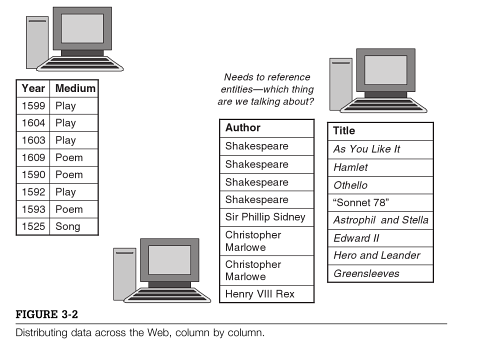 Year Medium
1599 Play
1604 Play
1603 Play
1609 Poem
1590 Poem
1592 Play
1593 Poem
1525 Song
Needs to reference
entities—which thing
are we talking about?
Author
Shakespeare
Shakespeare
Shakespeare
Shakespeare
Sir Phillip Sidney
Christopher
Marlowe
Christopher
Marlowe
Henry VIII Rex
Title
As You Like It
Hamlet
Othello
“Sonnet 78”
Astrophil and Stella
Edward II
Hero and Leander
Greensleeves
FIGURE 3-2
Distributing data across the Web, column by column.